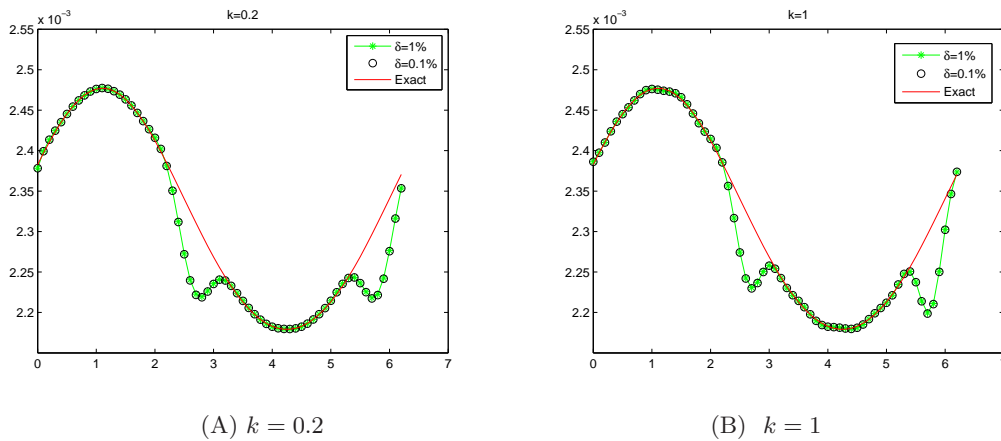 x 10⁻³
k=0.2
2.55
2.5
2.45
2.4
2.35
2.3
2.25
2.2
0 1 2 3 4 5 6 7
δ=1%
δ=0.1%
Exact
(A) k = 0.2
x 10⁻³
k=1
2.55
2.5
2.45
2.4
2.35
2.3
2.25
2.2
0 1 2 3 4 5 6
δ=1%
δ=0.1%
Exact
(B) k = 1